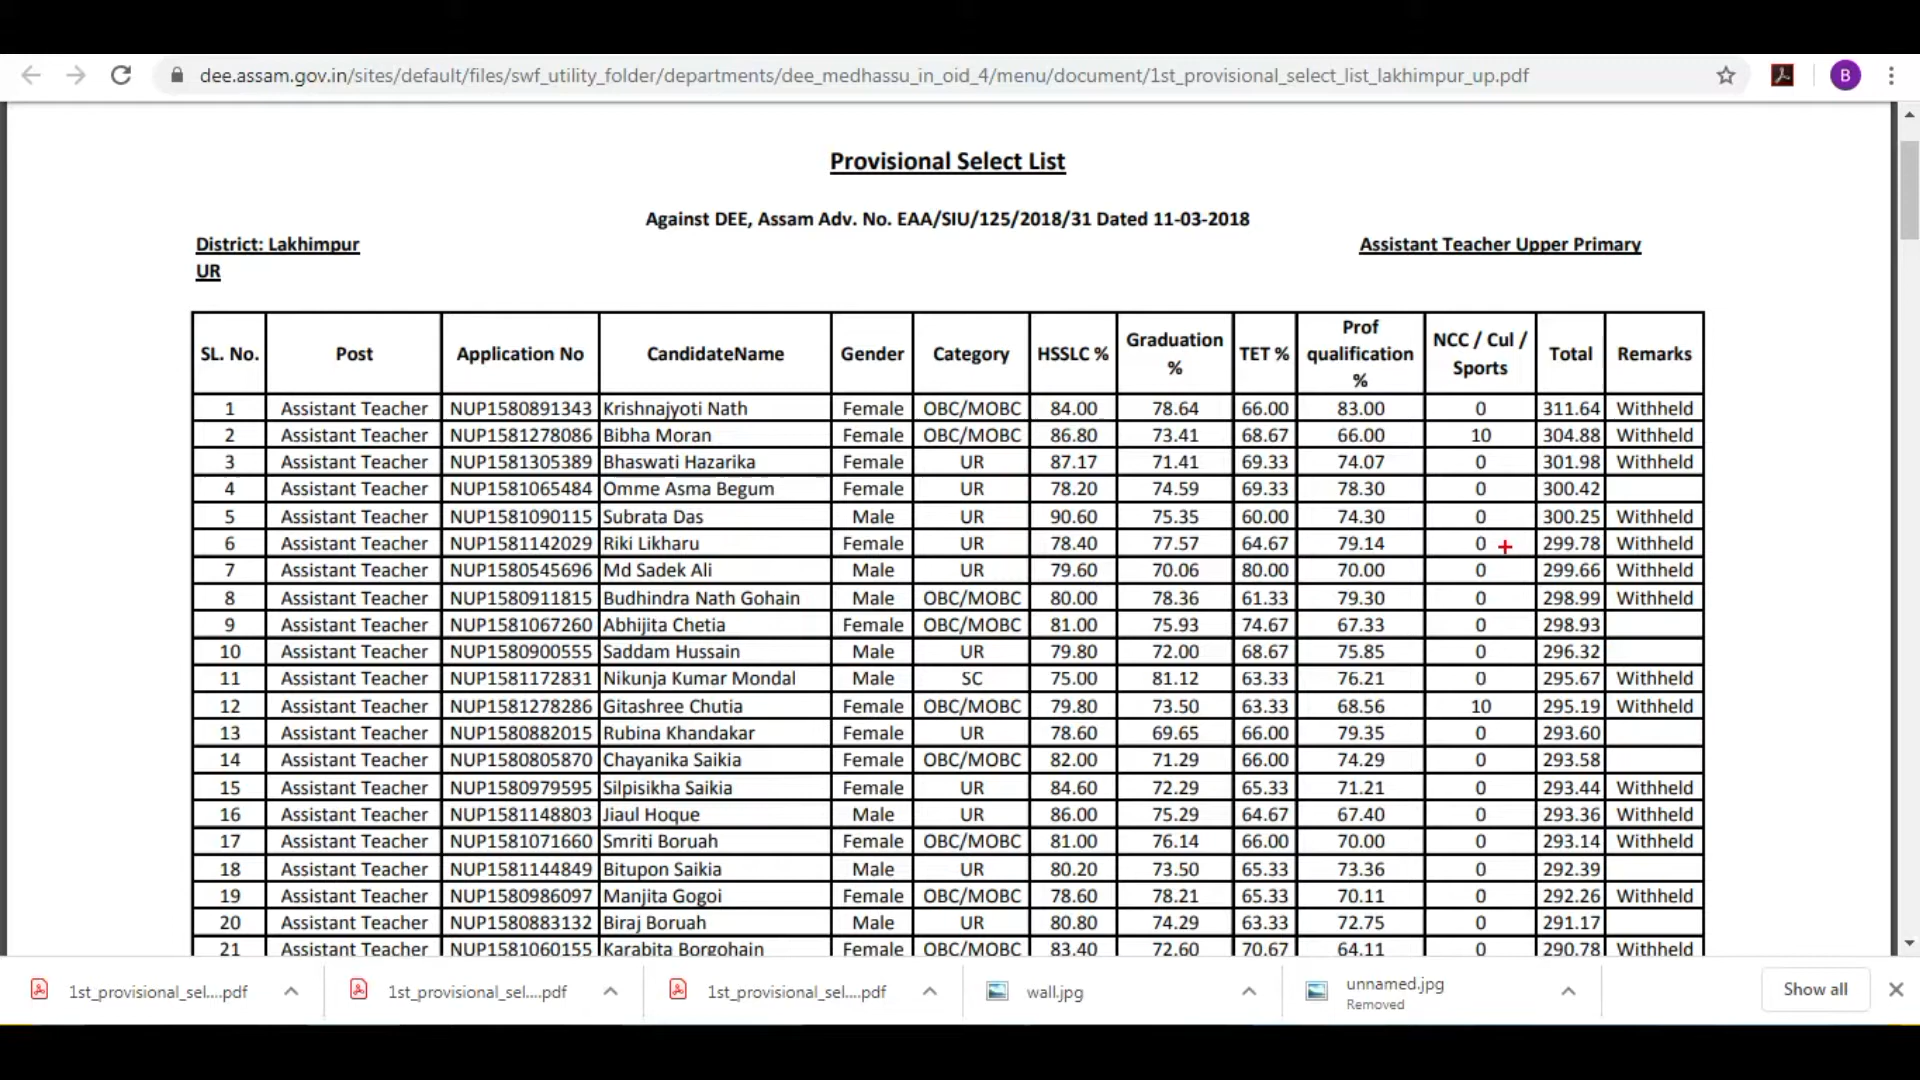 dee.assam.gov.in/sites/default/files/swf_utility_folder/departments/dee_medhassu_in_oid_4/menu/document/1st_provisional_select_list_lakhimpur_up.pdf B
Provisional Select List
Against DEE, Assam Adv. No. EAA/SIU/125/2018/31 Dated 11-03-2018
District: Lakhimpur Assistant Teacher Upper Primary
UR
SL. No. Post Application No CandidateName Gender Category HSSLC % Graduation % TET % Prof qualification % NCC / Cul / Sports Total Remarks
1 Assistant Teacher NUP1580891343 Krishnajyoti Nath Female OBC/MOBC 84.00 78.64 66.00 83.00 0 311.64 Withheld
2 Assistant Teacher NUP1581278086 Bibha Moran Female OBC/MOBC 86.80 73.41 68.67 66.00 10 304.88 Withheld
3 Assistant Teacher NUP1581305389 Bhaswati Hazarika Female UR 87.17 71.41 69.33 74.07 0 301.98 Withheld
4 Assistant Teacher NUP1581065484 Omme Asma Begum Female UR 78.20 74.59 69.33 78.30 0 300.42
5 Assistant Teacher NUP1581090115 Subrata Das Male UR 90.60 75.35 60.00 74.30 0 300.25 Withheld
6 Assistant Teacher NUP1581142029 Riki Likharu Female UR 78.40 77.57 64.67 79.14 0 299.78 Withheld
7 Assistant Teacher NUP1580545696 Md Sadek Ali Male UR 79.60 70.06 80.00 70.00 0 299.66 Withheld
8 Assistant Teacher NUP1580911815 Budhindra Nath Gohain Male OBC/MOBC 80.00 78.36 61.33 79.30 0 298.99 Withheld
9 Assistant Teacher NUP1581067260 Abhijita Chetia Female OBC/MOBC 81.00 75.93 74.67 67.33 0 298.93
10 Assistant Teacher NUP1580900555 Saddam Hussain Male UR 79.80 72.00 68.67 75.85 0 296.32
11 Assistant Teacher NUP1581172831 Nikunja Kumar Mondal Male SC 75.00 81.12 63.33 76.21 0 295.67 Withheld
12 Assistant Teacher NUP1581278286 Gitashree Chutia Female OBC/MOBC 79.80 73.50 63.33 68.56 10 295.19 Withheld
13 Assistant Teacher NUP1580882015 Rubina Khandakar Female UR 78.60 69.65 66.00 79.35 0 293.60
14 Assistant Teacher NUP1580805870 Chayanika Saikia Female OBC/MOBC 82.00 71.29 66.00 74.29 0 293.58
15 Assistant Teacher NUP1580979595 Silpisikha Saikia Female UR 84.60 72.29 65.33 71.21 0 293.44 Withheld
16 Assistant Teacher NUP1581148803 Jiaul Hoque Male UR 86.00 75.29 64.67 67.40 0 293.36 Withheld
17 Assistant Teacher NUP1581071660 Smriti Boruah Female OBC/MOBC 81.00 76.14 66.00 70.00 0 293.14 Withheld
18 Assistant Teacher NUP1581144849 Bitupon Saikia Male UR 80.20 73.50 65.33 73.36 0 292.39
19 Assistant Teacher NUP1580986097 Manjita Gogoi Female OBC/MOBC 78.60 78.21 65.33 70.11 0 292.26 Withheld
20 Assistant Teacher NUP1580883132 Biraj Boruah Male UR 80.80 74.29 63.33 72.75 0 291.17
21 Assistant Teacher NUP1581060155 Karabita Borgohain Female OBC/MOBC 83.40 72.60 70.67 64.11 0 290.78 Withheld
1st_provisional_sel....pdf 1st_provisional_sel....pdf 1st_provisional_sel....pdf wall.jpg unnamed.jpg Show all
Removed